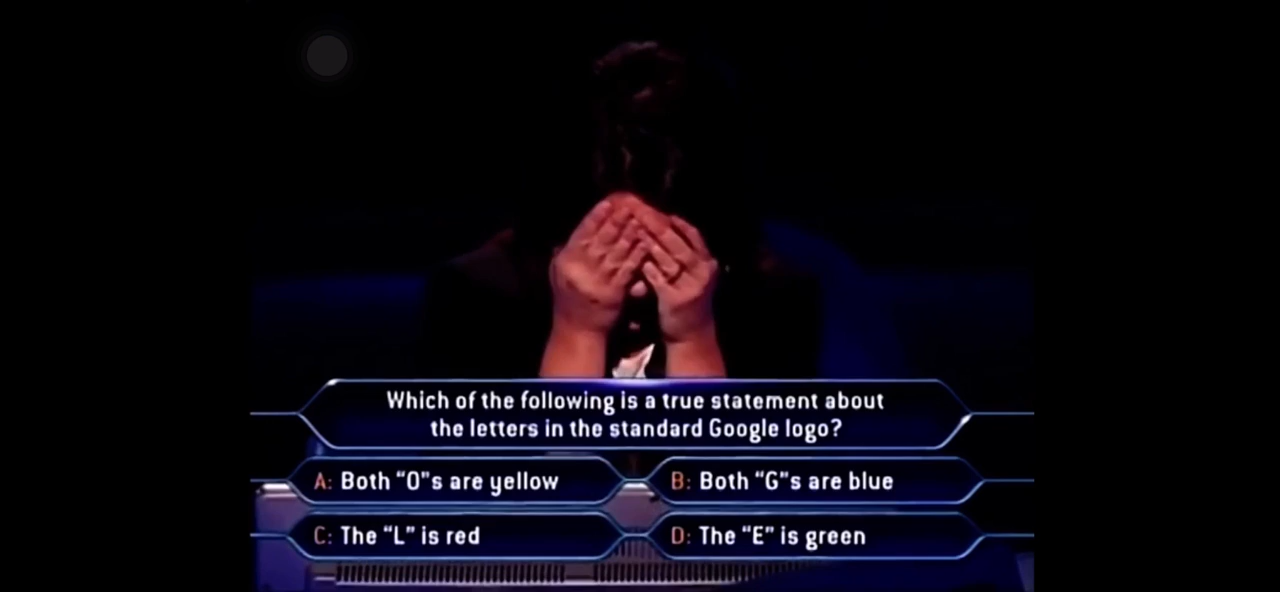 Which of the following is a true statement about
the letters in the standard Google logo?
A: Both “O”s are yellow
B: Both “G”s are blue
C: The “L” is red
D: The “E” is green